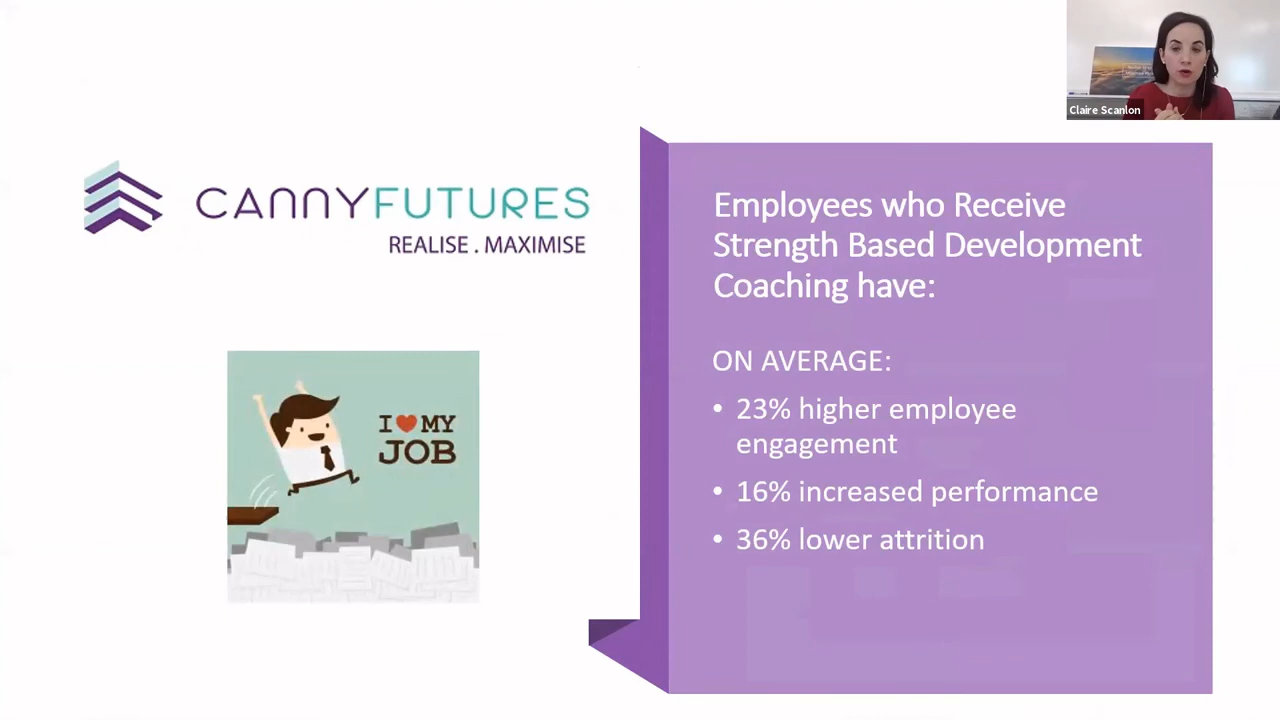 Claire Scanlon
CANNYFUTURES
REALISE . MAXIMISE
I MY
JOB
Employees who Receive
Strength Based Development
Coaching have:
ON AVERAGE:
• 23% higher employee
engagement
• 16% increased performance
• 36% lower attrition